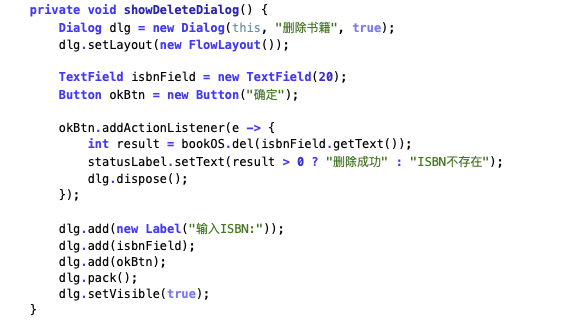 private void showDeleteDialog() {
    Dialog dlg = new Dialog(this, "删除书籍", true);
    dlg.setLayout(new FlowLayout());

    TextField isbnField = new TextField(20);
    Button okBtn = new Button("确定");

    okBtn.addActionListener(e -> {
        int result = bookOS.del(isbnField.getText());
        statusLabel.setText(result > 0 ? "删除成功" : "ISBN不存在");
        dlg.dispose();
    });

    dlg.add(new Label("输入ISBN:"));
    dlg.add(isbnField);
    dlg.add(okBtn);
    dlg.pack();
    dlg.setVisible(true);
}